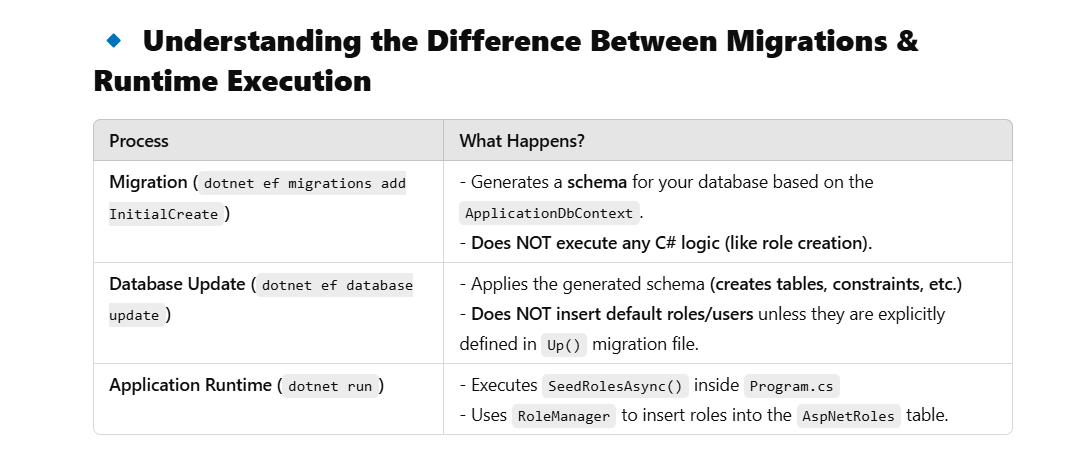 Understanding the Difference Between Migrations &
Runtime Execution
Process
What Happens?
Migration ( dotnet ef migrations add
InitialCreate )
- Generates a schema for your database based on the
ApplicationDbContext .
- Does NOT execute any C# logic (like role creation).
Database Update ( dotnet ef database
update )
- Applies the generated schema (creates tables, constraints, etc.)
- Does NOT insert default roles/users unless they are explicitly
defined in Up() migration file.
Application Runtime ( dotnet run )
- Executes SeedRolesAsync() inside Program.cs
- Uses RoleManager to insert roles into the AspNetRoles table.